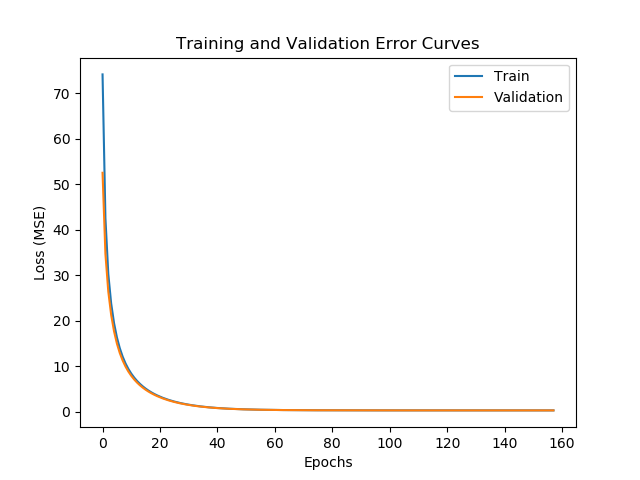 Training and Validation Error Curves
Train
Validation
Loss (MSE)
70
60
50
40
30
20
10
0
0 20 40 60 80 100 120 140 160
Epochs